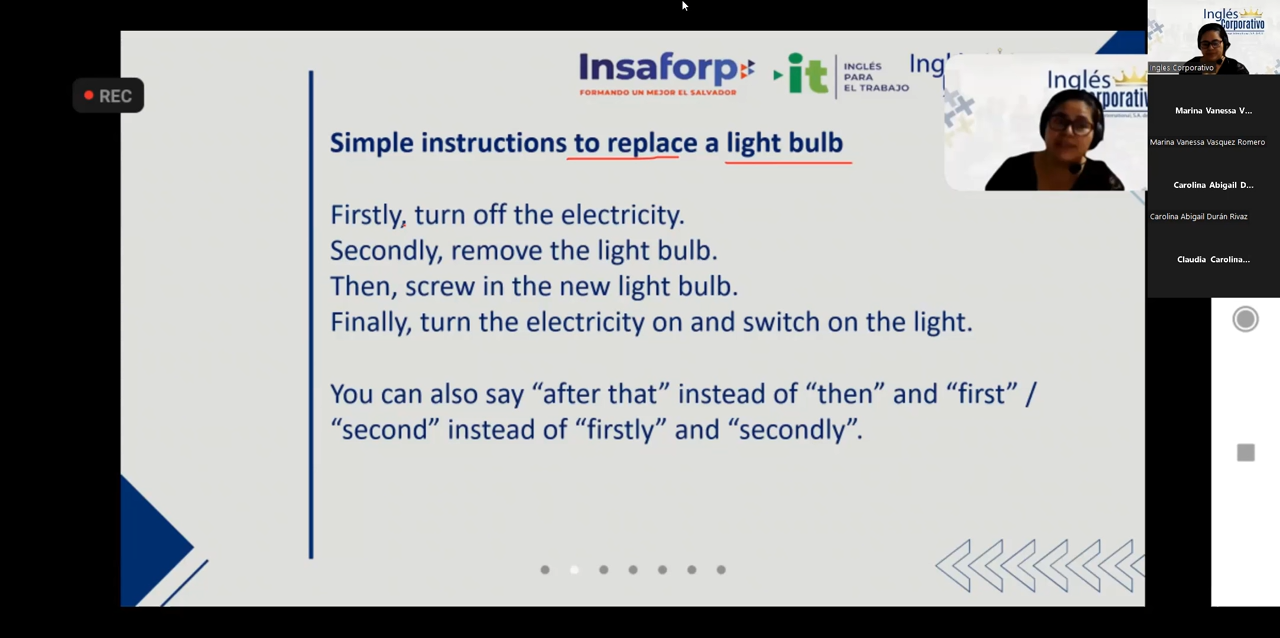 REC
Insaforp
FORMANDO UN MEJOR EL SALVADOR
it
INGLÉS
PARA
EL TRABAJO
Simple instructions to replace a light bulb
Firstly, turn off the electricity.
Secondly, remove the light bulb.
Then, screw in the new light bulb.
Finally, turn the electricity on and switch on the light.
You can also say “after that” instead of “then” and “first” /
“second” instead of “firstly” and “secondly”.
Inglés
Inglés
Corporativo
Inglés Corporativo
Marina Vanessa V...
Marina Vanessa Vasquez Romero
Carolina Abigail D...
Carolina Abigail Durán Rivaz
Claudia Carolina...